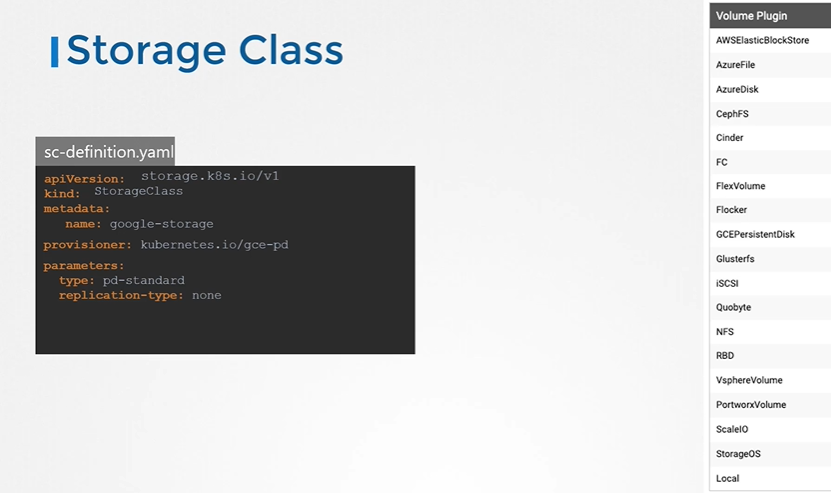 Storage Class
sc-definition.yaml
apiVersion: storage.k8s.io/v1
kind: StorageClass
metadata:
name: google-storage
provisioner: kubernetes.io/gce-pd
parameters:
type: pd-standard
replication-type: none
Volume Plugin
AWSElasticBlockStore
AzureFile
AzureDisk
CephFS
Cinder
FC
FlexVolume
Flocker
GCEPersistentDisk
Glusterfs
iSCSI
Quobyte
NFS
RBD
VsphereVolume
PortworxVolume
ScaleIO
StorageOS
Local